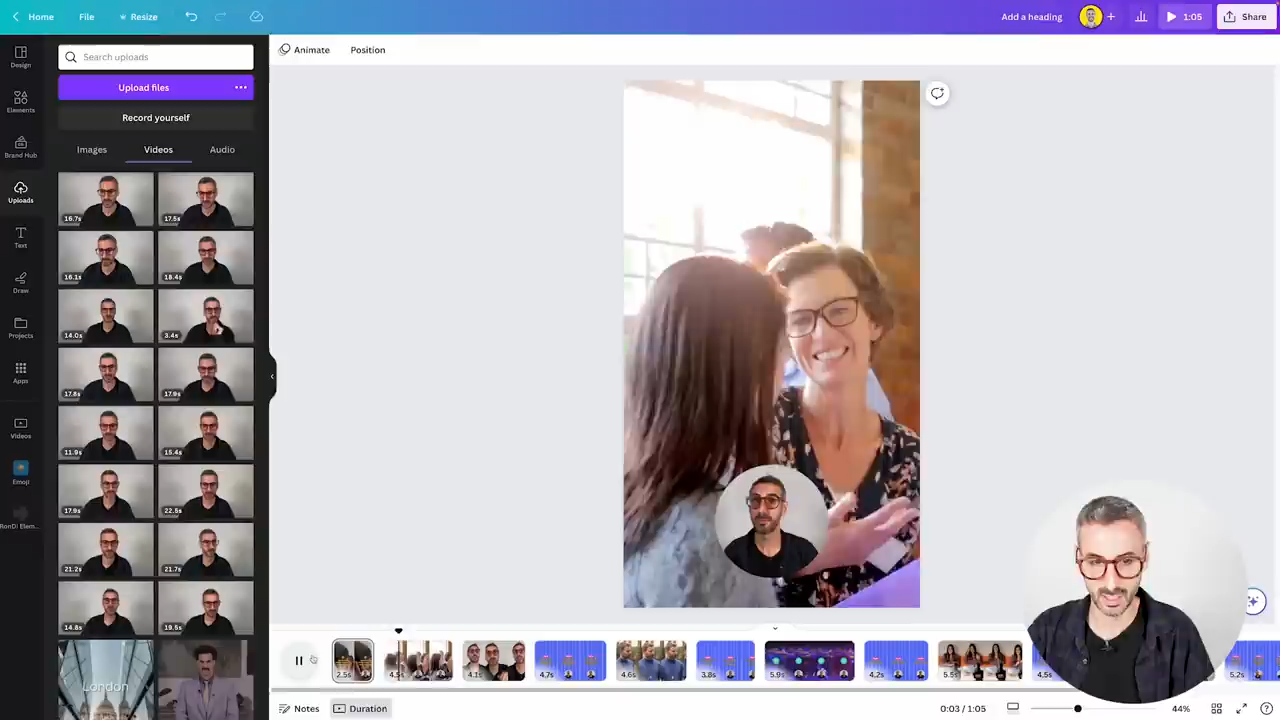 Home
File
Resize
Add a heading
1:05
Share
Design
Elements
Brand Hub
Uploads
Text
Draw
Projects
Apps
Videos
Emoji
RonDi Elem...
Search uploads
Upload files
Record yourself
Images Videos Audio
16.7s 17.5s
16.1s 18.4s
14.0s 3.4s
17.8s 17.9s
11.9s 15.4s
17.9s 22.5s
21.2s 21.7s
14.8s 19.5s
London
Animate Position
2.5s 4.5s 4.1s 4.7s 4.6s 3.8s 5.9s 4.2s 5.5s 4.5s 5.2s
Notes Duration 0:03 / 1:05 44%